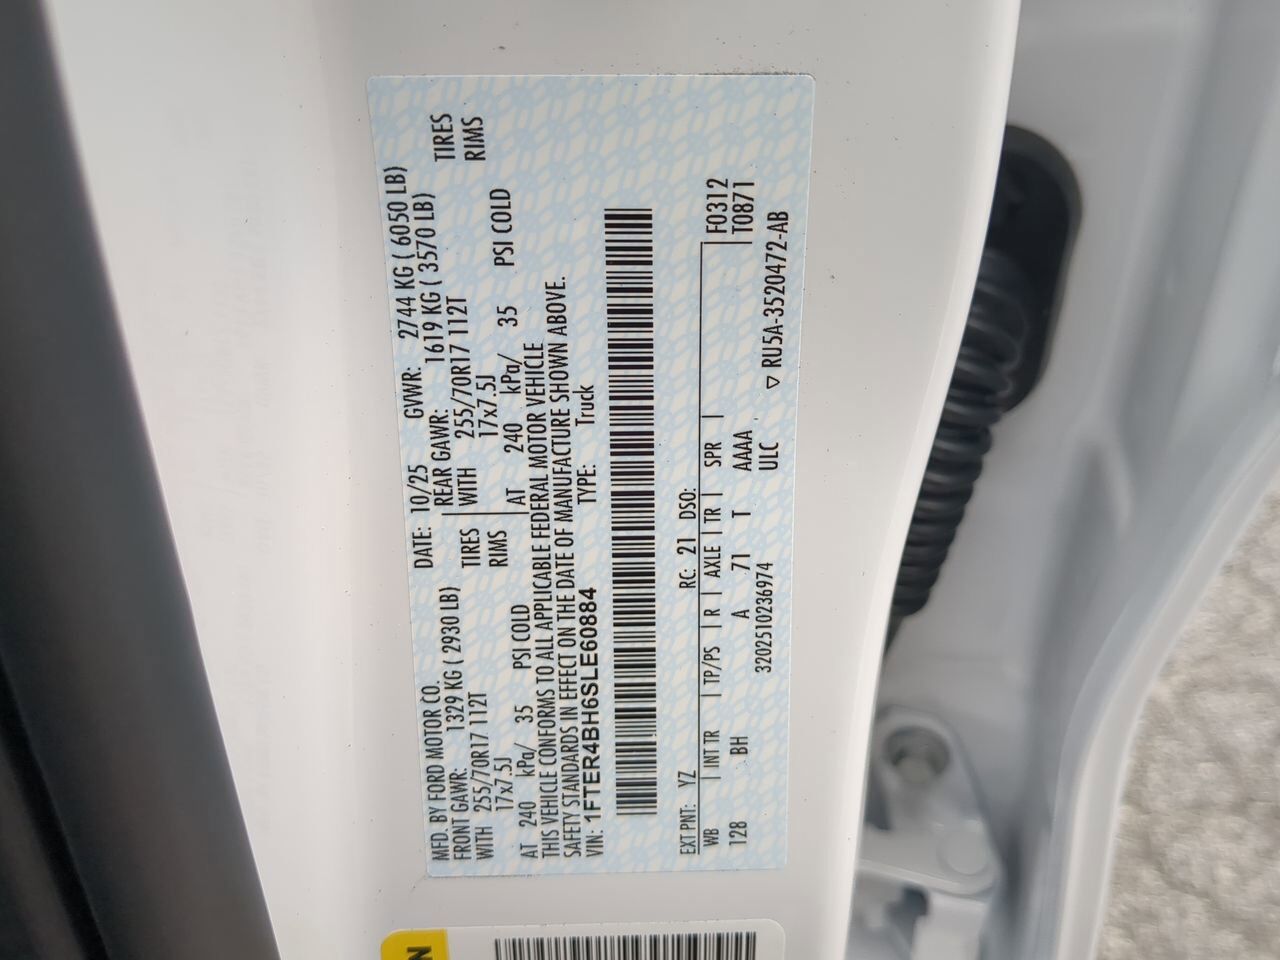 MFD. BY FORD MOTOR CO.
DATE: 10/25 GVWR: 2744 KG ( 6050 LB)
FRONT GAWR: 1329 KG ( 2930 LB) REAR GAWR: 1619 KG ( 3570 LB)
WITH 255/70R17 112T TIRES WITH 255/70R17 112T TIRES
17x7.5J RIMS 17x7.5J RIMS
AT 240 kPa/ 35 PSI COLD AT 240 kPa/ 35 PSI COLD
THIS VEHICLE CONFORMS TO ALL APPLICABLE FEDERAL MOTOR VEHICLE
SAFETY STANDARDS IN EFFECT ON THE DATE OF MANUFACTURE SHOWN ABOVE.
VIN: 1FTER4BH6SLE60884 TYPE: Truck
EXT PNT: YZ RC: 21 DSO:
WB INT TR TP/PS R AXLE TR SPR F0312
128 BH A 7I T AAAA T0871
3202510236974 ULC
▽ RU5A-3520472-AB
N